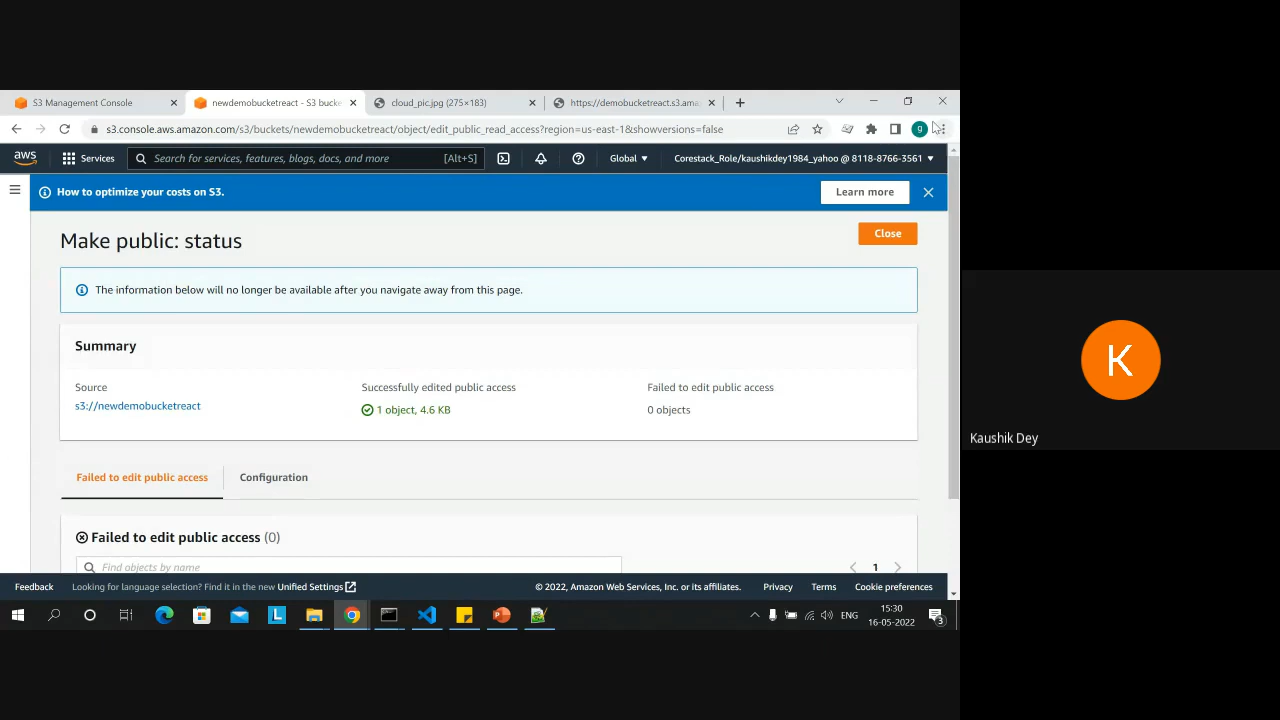 S3 Management Console
newdemobucketreact - S3 bucke
cloud_pic.jpg (275×183)
https://demobucketreact.s3.ama
s3.console.aws.amazon.com/s3/buckets/newdemobucketreact/object/edit_public_read_access?region=us-east-1&showversions=false
g
aws
Services
Search for services, features, blogs, docs, and more
[Alt+S]
Global
Corestack_Role/kaushikdey1984_yahoo @ 8118-8766-3561
How to optimize your costs on S3.
Learn more
Make public: status
Close
The information below will no longer be available after you navigate away from this page.
Summary
Source
Successfully edited public access
Failed to edit public access
s3://newdemobucketreact
1 object, 4.6 KB
0 objects
Failed to edit public access
Configuration
Failed to edit public access (0)
Find objects by name
1
Feedback
Looking for language selection? Find it in the new Unified Settings
© 2022, Amazon Web Services, Inc. or its affiliates.
Privacy
Terms
Cookie preferences
L
ENG
15:30
16-05-2022
3
K
Kaushik Dey